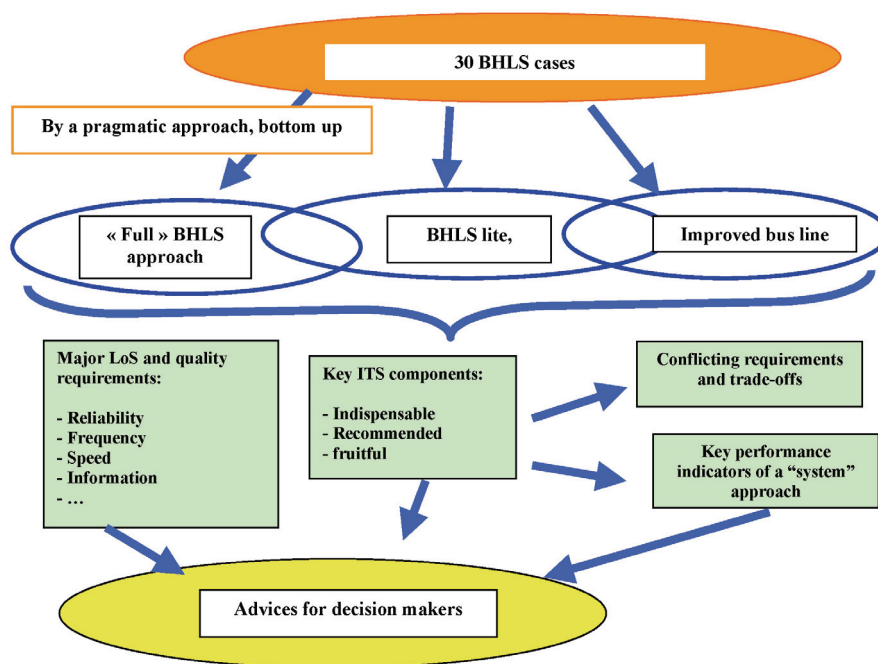 30 BHLS cases
By a pragmatic approach, bottom up
« Full » BHLS
approach
BHLS lite,
Improved bus line
Major LoS and quality
requirements:
- Reliability
- Frequency
- Speed
- Information
- ...
Key ITS components:
- Indispensable
- Recommended
- fruitful
Conflicting requirements
and trade-offs
Key performance
indicators of a “system”
approach
Advices for decision makers